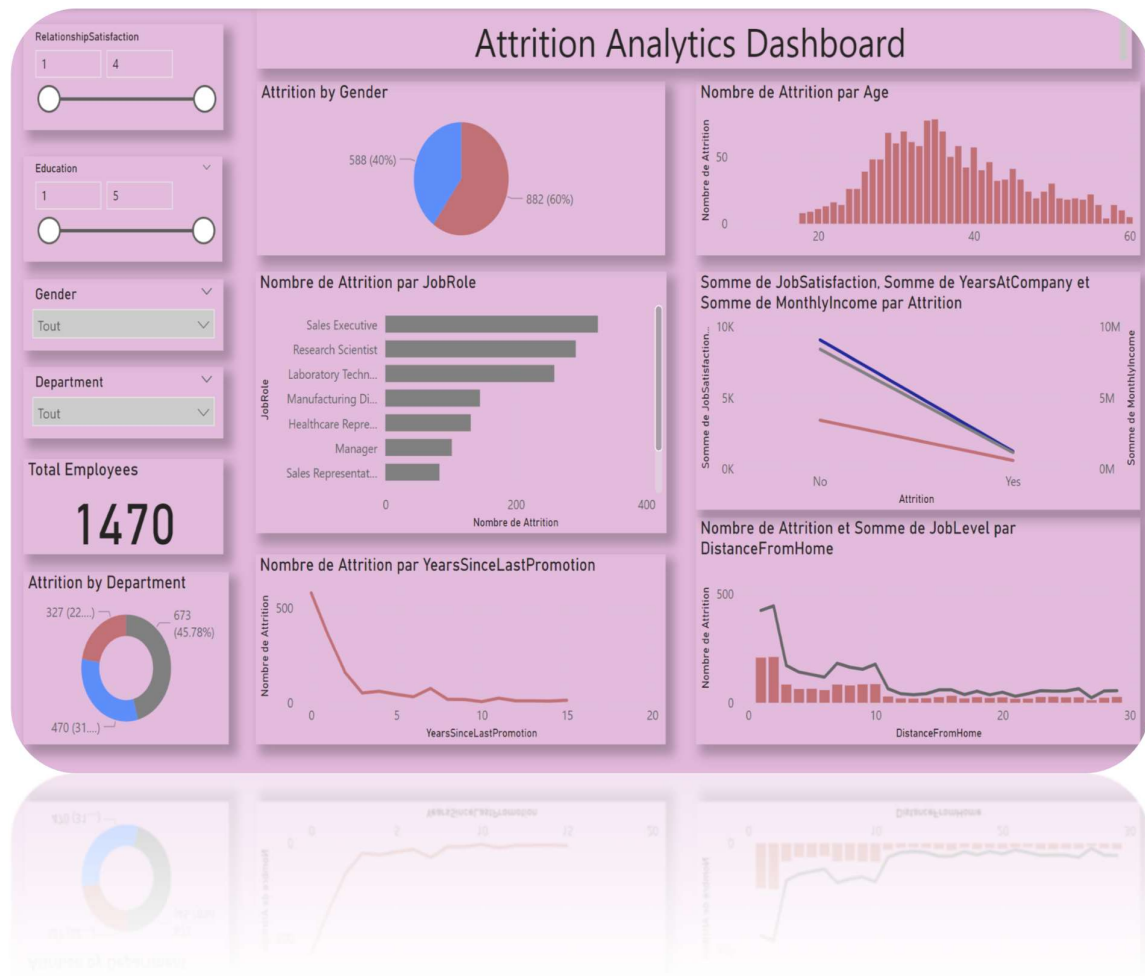 Attrition Analytics Dashboard
RelationshipSatisfaction
1 4
Education
1 5
Gender
Tout
Department
Tout
Total Employees
1470
Attrition by Department
327 (22....)
673
(45.78%)
470 (31....)
Attrition by Gender
588 (40%)
882 (60%)
Nombre de Attrition par JobRole
JobRole
Sales Executive
Research Scientist
Laboratory Techn...
Manufacturing Di...
Healthcare Repre...
Manager
Sales Representat...
0 200 400
Nombre de Attrition
Nombre de Attrition par YearsSinceLastPromotion
Nombre de Attrition
500
0
0 5 10 15 20
YearsSinceLastPromotion
Nombre de Attrition par Age
Nombre de Attrition
50
0
20 40 60
Somme de JobSatisfaction, Somme de YearsAtCompany et
Somme de MonthlyIncome par Attrition
Somme de JobSatisfaction...
10K
5K
0K
10M
5M
0M
Somme de MonthlyIncome
No Yes
Attrition
Nombre de Attrition et Somme de JobLevel par
DistanceFromHome
Nombre de Attrition
500
0
0 10 20 30
DistanceFromHome